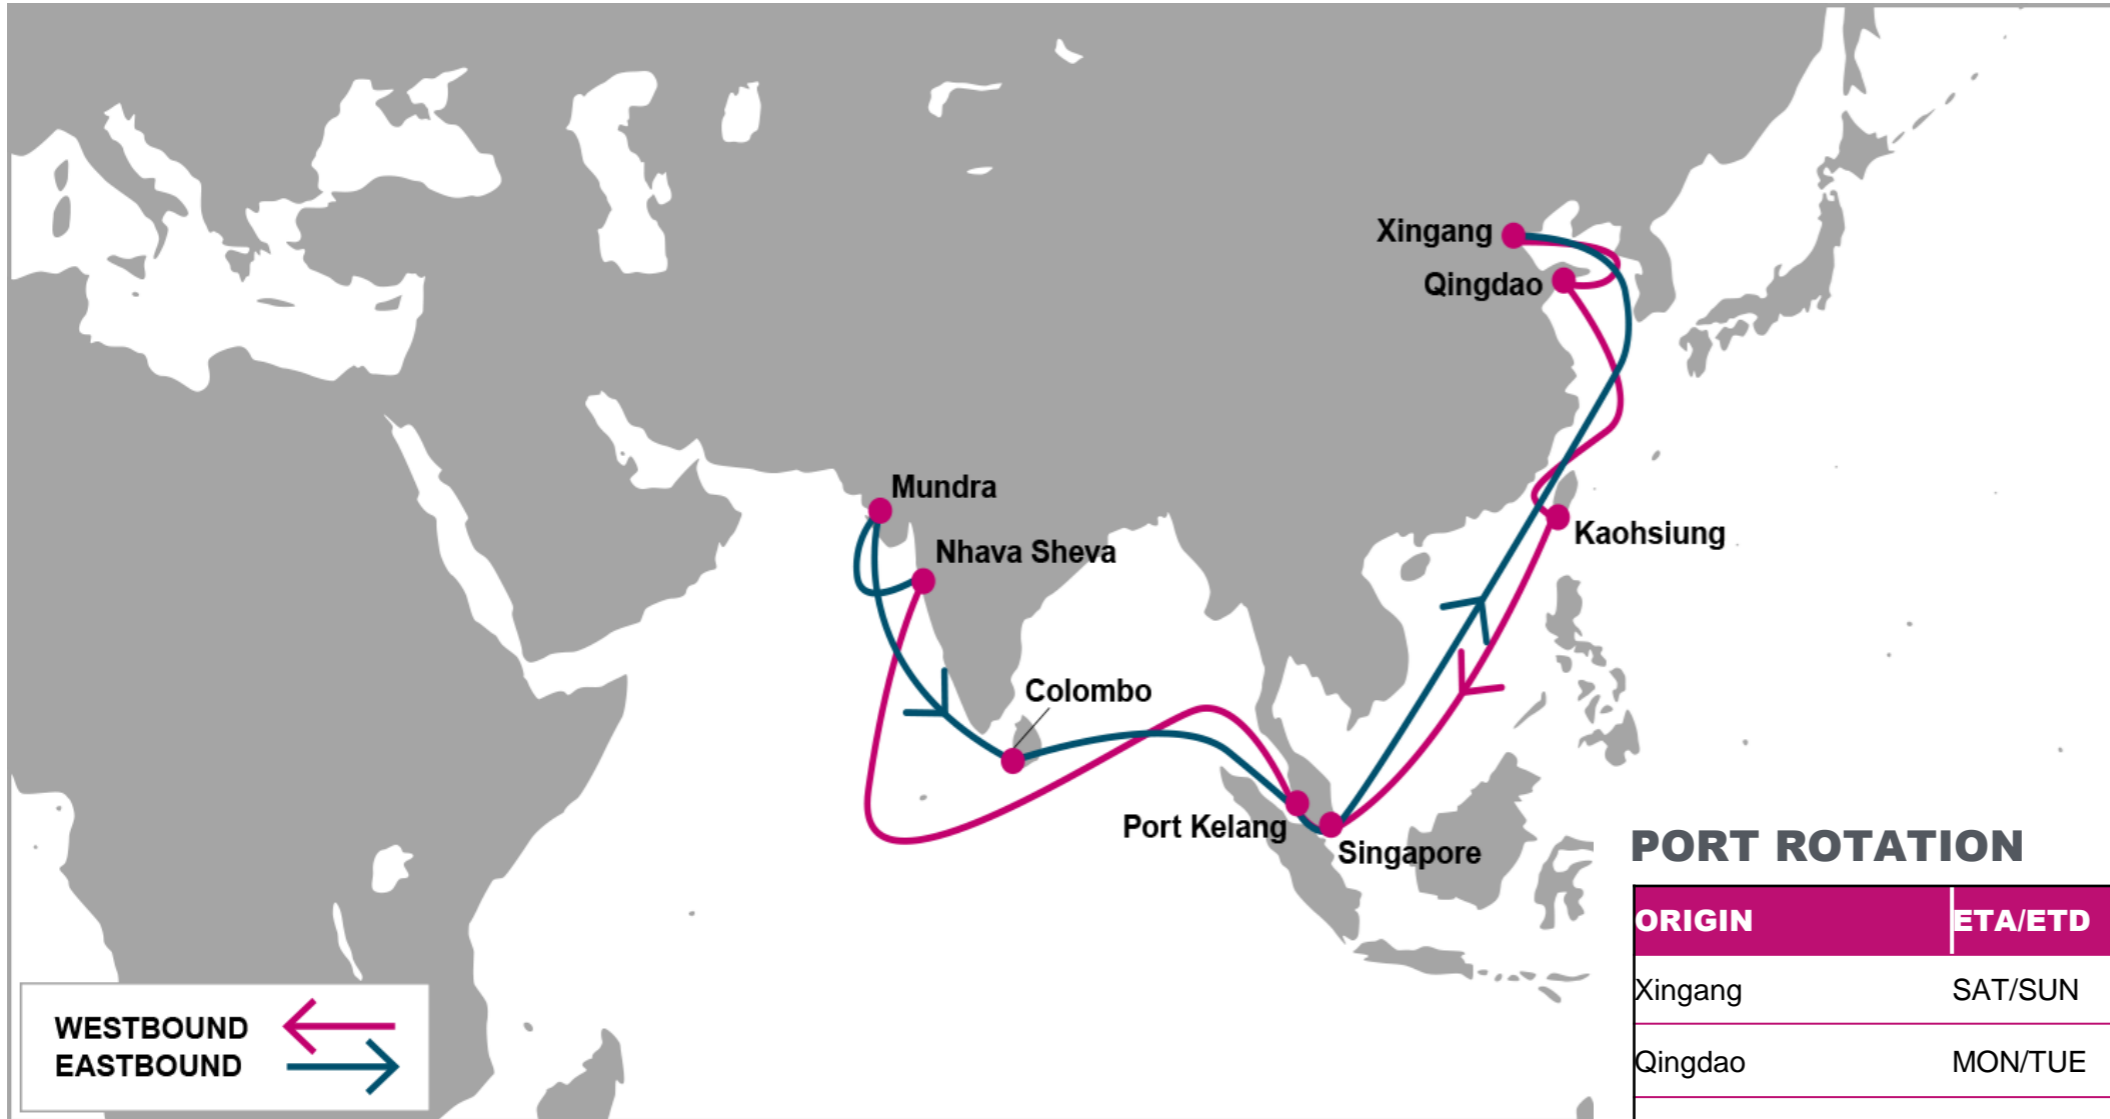 Xingang
Qingdao
Mundra
Nhava Sheva
Kaohsiung
Colombo
Port Kelang
Singapore
WESTBOUND
EASTBOUND
PORT ROTATION
ORIGIN ETA/ETD
Xingang SAT/SUN
Qingdao MON/TUE